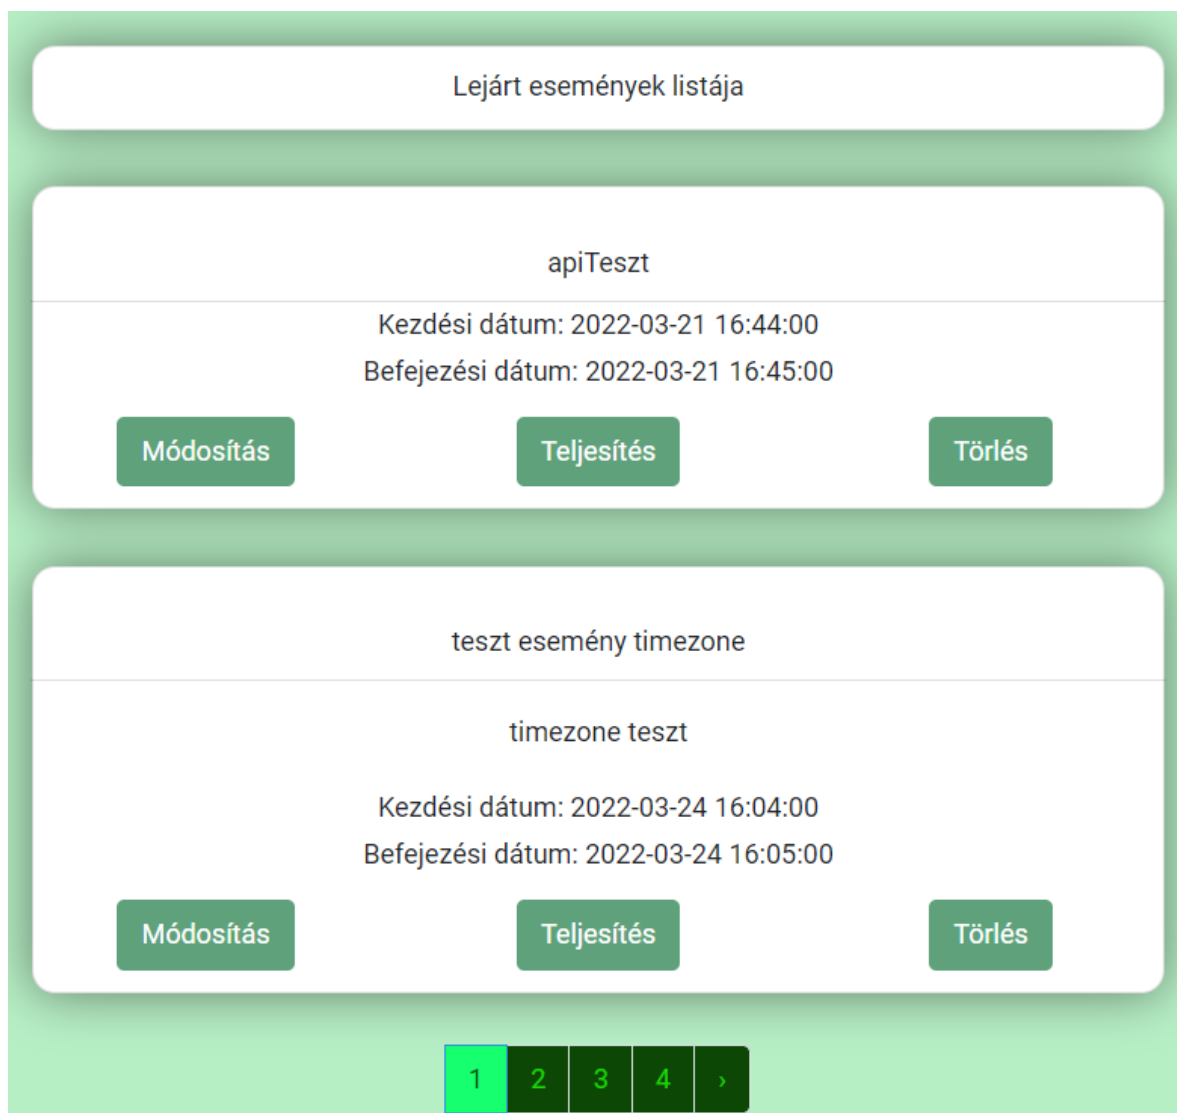 Lejárt események listája
apiTeszt
Kezdési dátum: 2022-03-21 16:44:00
Befejezési dátum: 2022-03-21 16:45:00
Módosítás Teljesítés Törlés
teszt esemény timezone
timezone teszt
Kezdési dátum: 2022-03-24 16:04:00
Befejezési dátum: 2022-03-24 16:05:00
Módosítás Teljesítés Törlés
1 2 3 4 ›